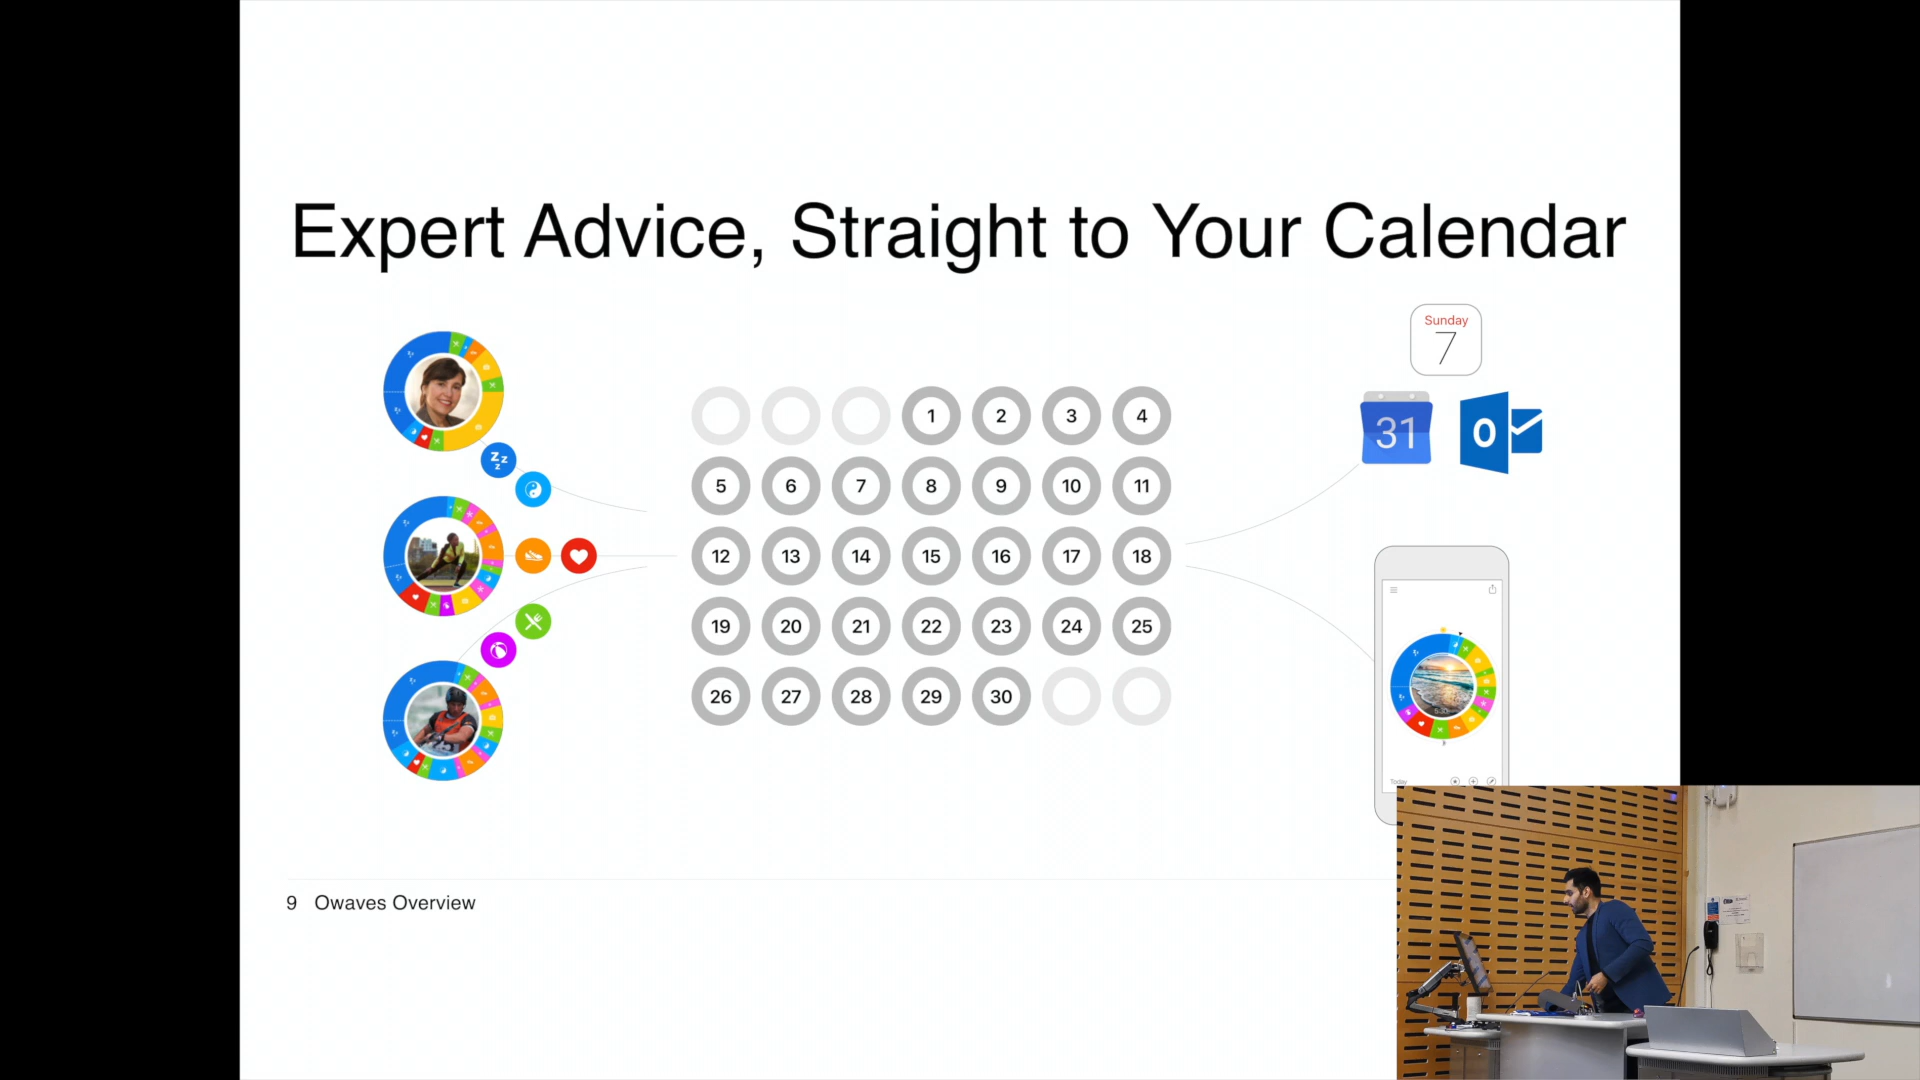 Expert Advice, Straight to Your Calendar
Sunday
7
31
O
Z z
z
1 2 3 4
5 6 7 8 9 10 11
12 13 14 15 16 17 18
19 20 21 22 23 24 25
26 27 28 29 30
Today
9 Owaves Overview